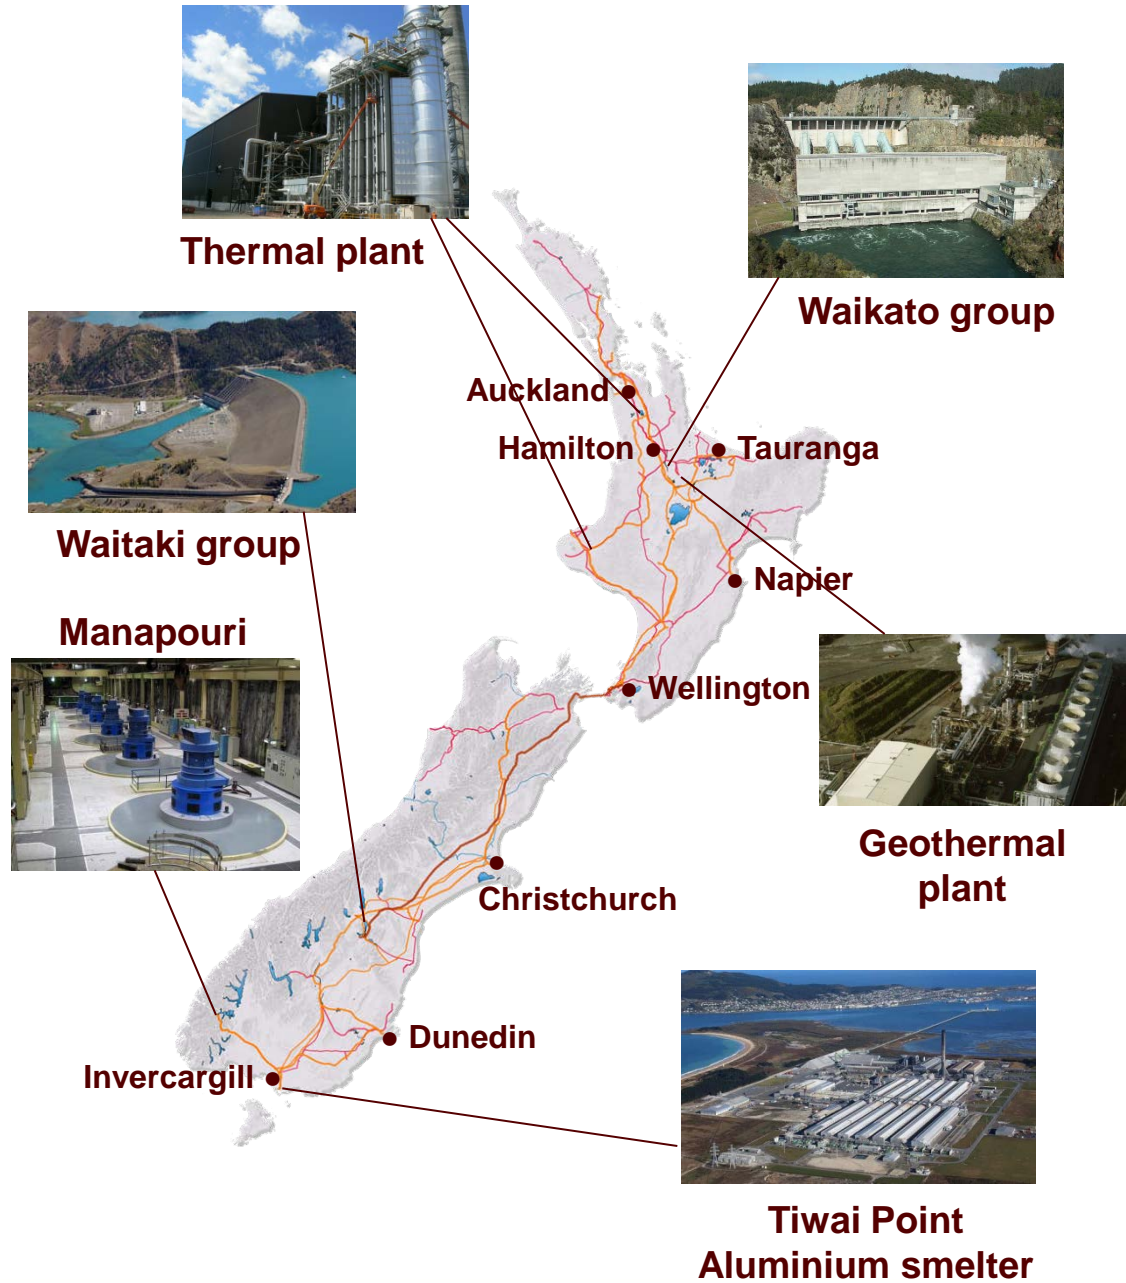 Thermal plant
Waikato group
Auckland
Hamilton
Tauranga
Waitaki group
Napier
Manapouri
Wellington
Geothermal
plant
Christchurch
Dunedin
Invercargill
Tiwai Point
Aluminium smelter